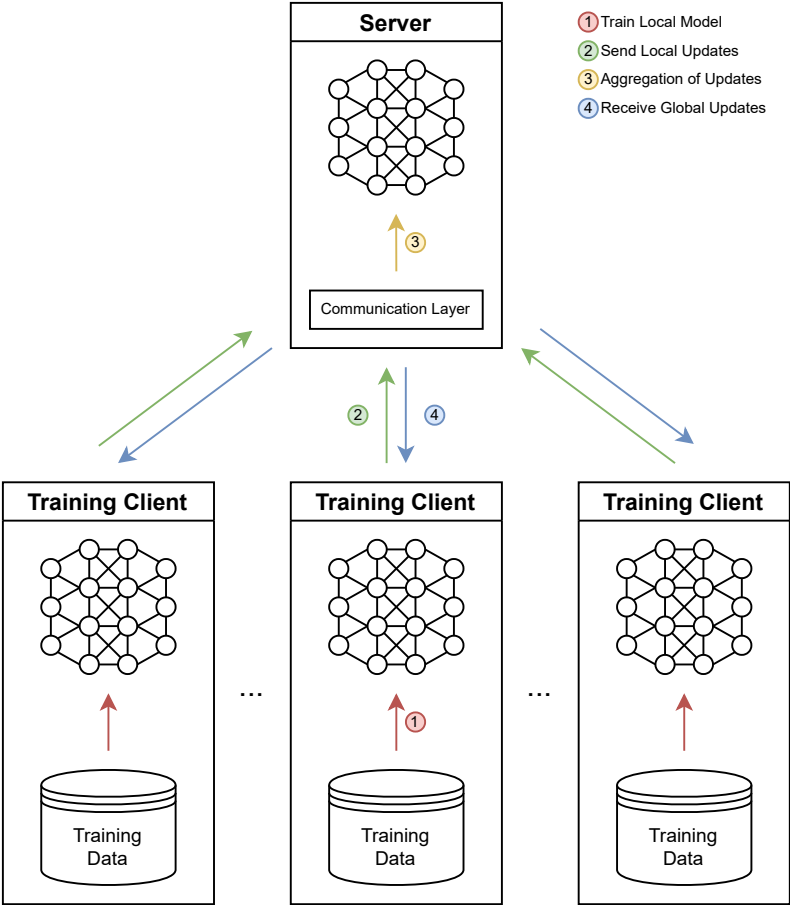 Server
1 Train Local Model
2 Send Local Updates
3 Aggregation of Updates
4 Receive Global Updates
3
Communication Layer
2
4
Training Client
Training Client
Training Client
...
...
1
Training
Data
Training
Data
Training
Data